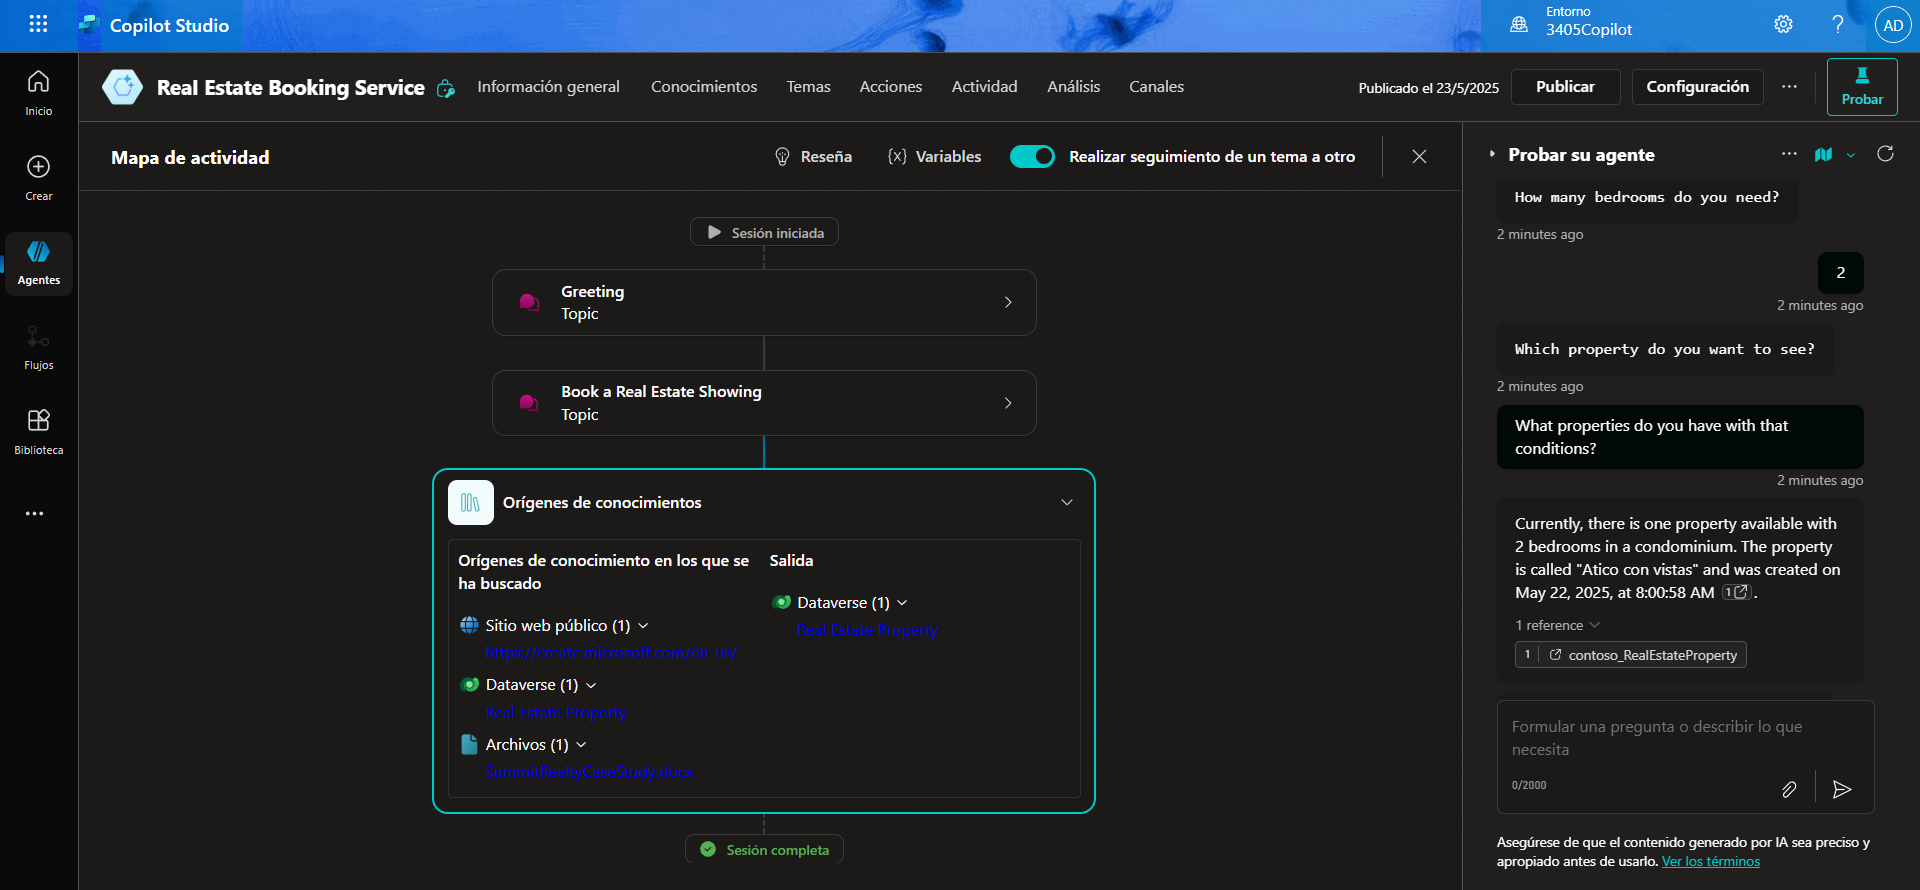 Copilot Studio
Entorno
3405Copilot
AD
Inicio
Crear
Agentes
Flujos
Biblioteca
Real Estate Booking Service
Información general
Conocimientos
Temas
Acciones
Actividad
Análisis
Canales
Publicado el 23/5/2025
Publicar
Configuración
Probar
Mapa de actividad
Reseña
Variables
Realizar seguimiento de un tema a otro
Sesión iniciada
Greeting
Topic
Book a Real Estate Showing
Topic
Orígenes de conocimientos
Orígenes de conocimiento en los que se
ha buscado
Sitio web público (1)
https://create.microsoft.com/en-us/
Dataverse (1)
Real Estate Property
Archivos (1)
SummitRealtyCaseStudy.docx
Salida
Dataverse (1)
Real Estate Property
Sesión completa
Probar su agente
How many bedrooms do you need?
2 minutes ago
2
2 minutes ago
Which property do you want to see?
2 minutes ago
What properties do you have with that
conditions?
2 minutes ago
Currently, there is one property available with
2 bedrooms in a condominium. The property
is called "Atico con vistas" and was created on
May 22, 2025, at 8:00:58 AM 1.
1 reference
1 contoso_RealEstateProperty
Formular una pregunta o describir lo que
necesita
0/2000
Asegúrese de que el contenido generado por IA sea preciso y
apropiado antes de usarlo. Ver los términos